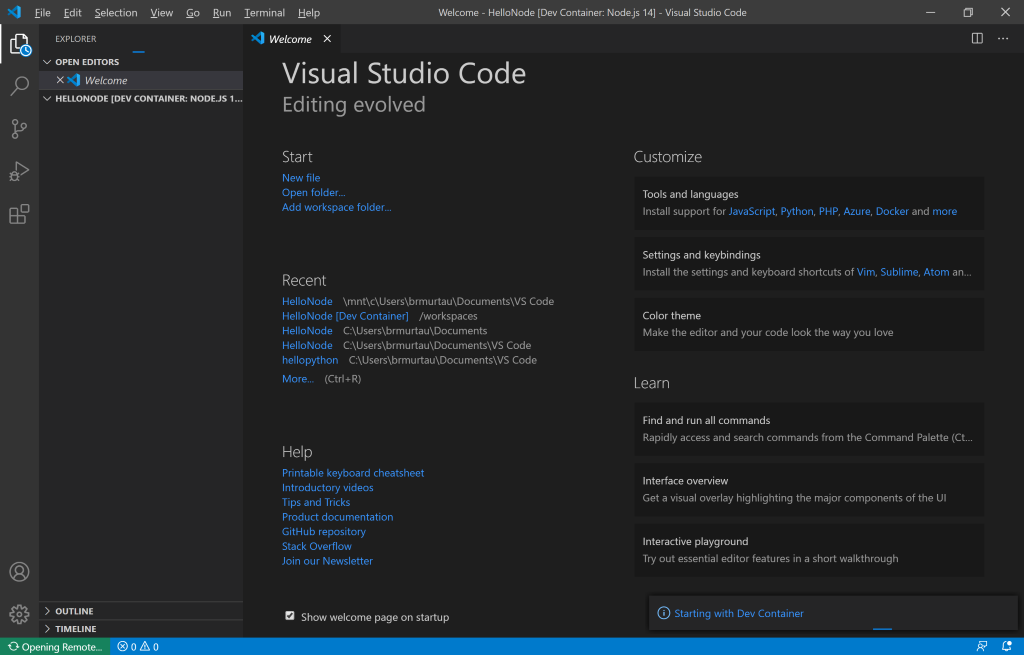 File Edit Selection View Go Run Terminal Help Welcome - HelloNode [Dev Container: Node.js 14] - Visual Studio Code
EXPLORER
OPEN EDITORS
Welcome
HELLONODE [DEV CONTAINER: NODE.JS 1...
OUTLINE
TIMELINE
Welcome
Visual Studio Code
Editing evolved
Start
New file
Open folder...
Add workspace folder...
Recent
HelloNode \mnt\c\Users\brmurtau\Documents\VS Code
HelloNode [Dev Container] /workspaces
HelloNode C:\Users\brmurtau\Documents
HelloNode C:\Users\brmurtau\Documents\VS Code
hellopython C:\Users\brmurtau\Documents\VS Code
More... (Ctrl+R)
Help
Printable keyboard cheatsheet
Introductory videos
Tips and Tricks
Product documentation
GitHub repository
Stack Overflow
Join our Newsletter
Show welcome page on startup
Customize
Tools and languages
Install support for JavaScript, Python, PHP, Azure, Docker and more
Settings and keybindings
Install the settings and keyboard shortcuts of Vim, Sublime, Atom an...
Color theme
Make the editor and your code look the way you love
Learn
Find and run all commands
Rapidly access and search commands from the Command Palette (Ct...
Interface overview
Get a visual overlay highlighting the major components of the UI
Interactive playground
Try out essential editor features in a short walkthrough
Starting with Dev Container
Opening Remote... 0 0